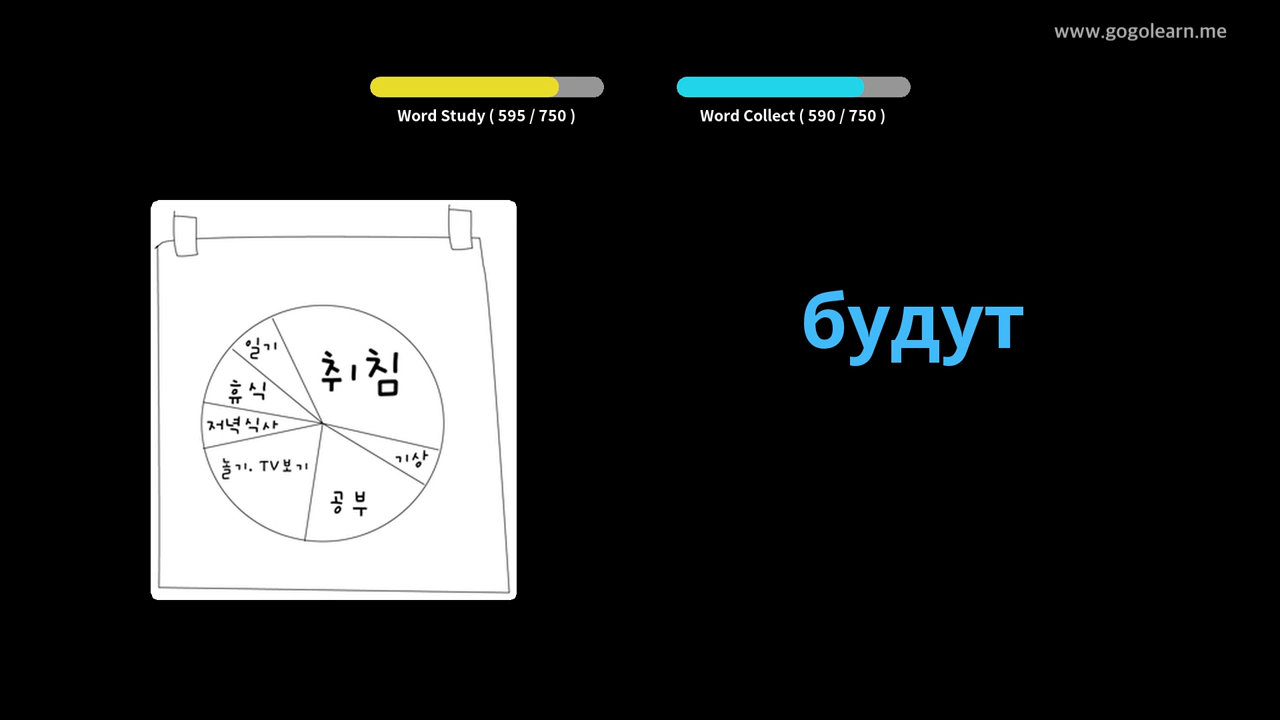 www.gogolearn.me
Word Study ( 595 / 750 )
Word Collect ( 590 / 750 )
будут
일기
취침
휴식
저녁식사
기상
놀기. TV보기
공부